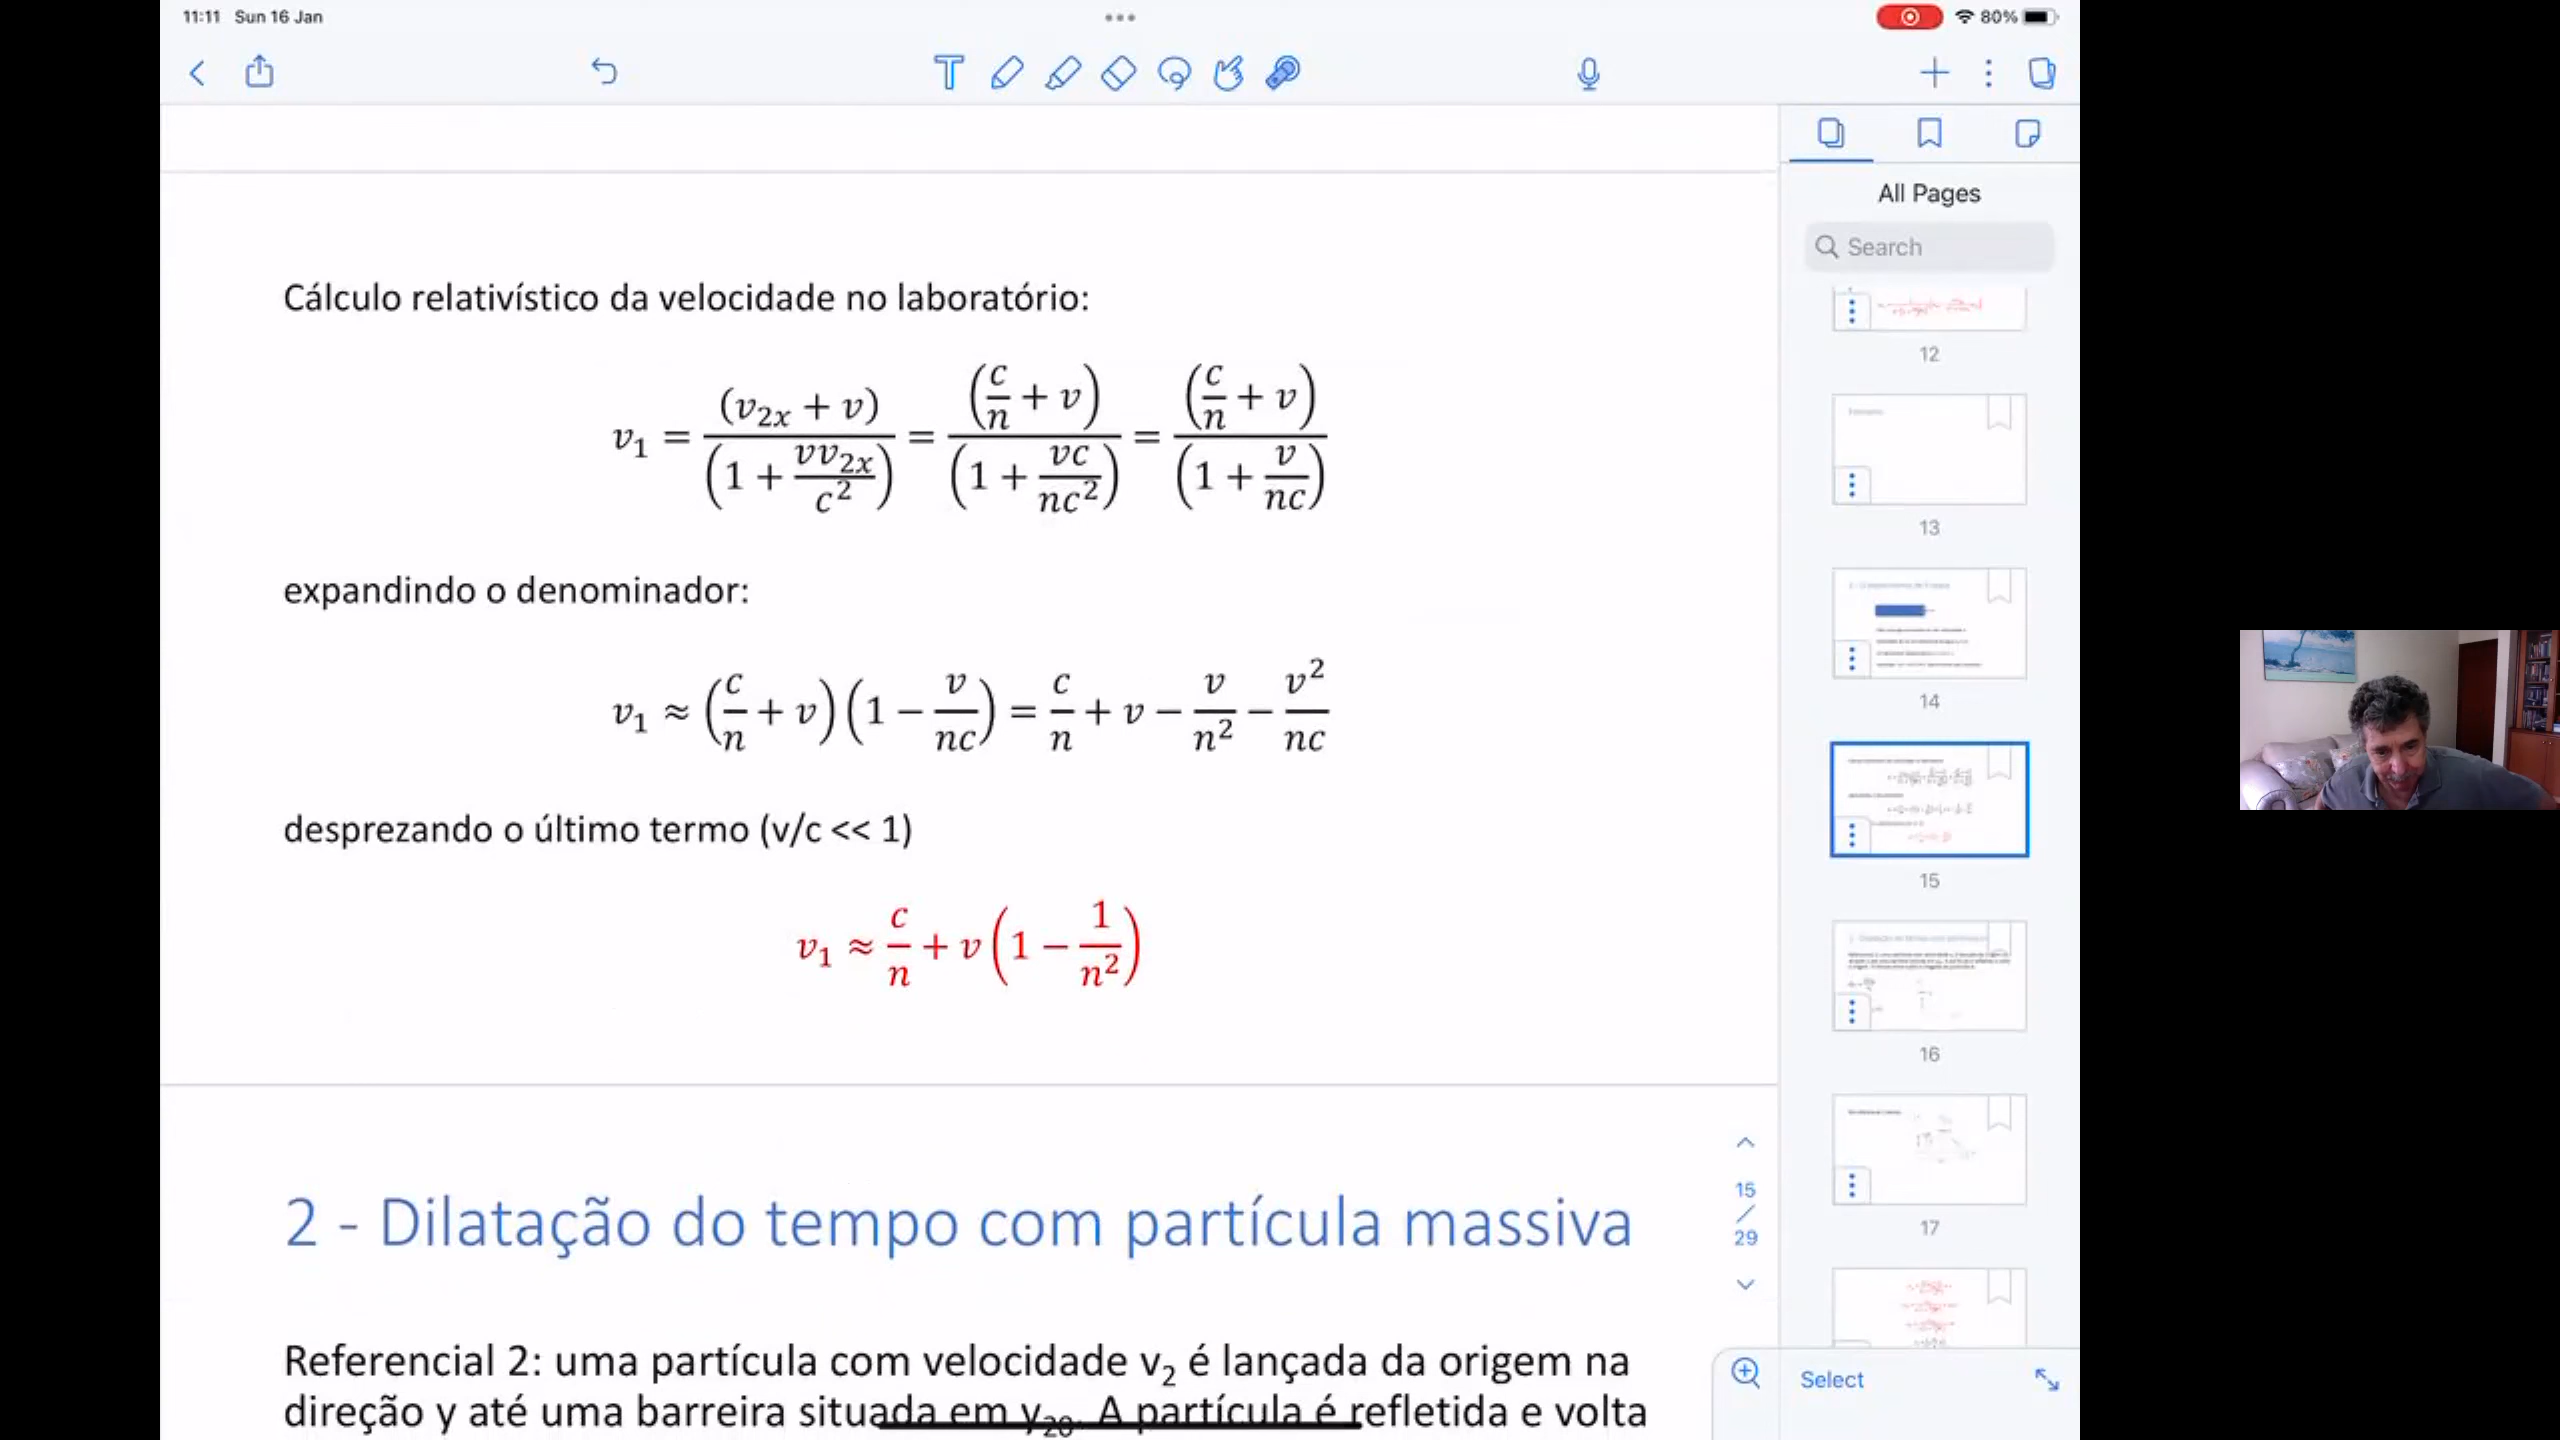 11:11 Sun 16 Jan
80%
All Pages
Search
Cálculo relativístico da velocidade no laboratório:
v₁ = (v₂ₓ + v) / (1 + vv₂ₓ/c²) = (c/n + v) / (1 + vc/nc²) = (c/n + v) / (1 + v/nc)
expandindo o denominador:
v₁ ≈ (c/n + v)(1 − v/nc) = c/n + v − v/n² − v²/nc
desprezando o último termo (v/c << 1)
v₁ ≈ c/n + v(1 − 1/n²)
2 - Dilatação do tempo com partícula massiva
Referencial 2: uma partícula com velocidade v₂ é lançada da origem na
direção y até uma barreira situada em y₂₀. A partícula é refletida e volta
15
/
29
12
13
14
15
16
17
Select